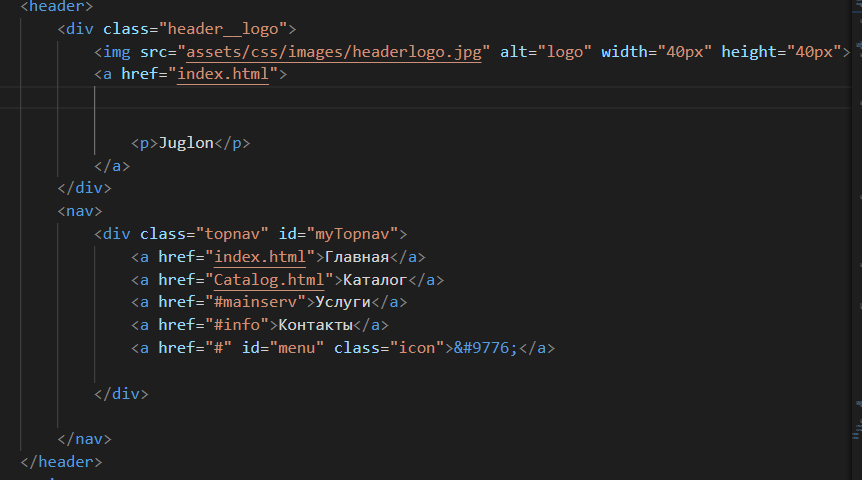 <header>
<div class="header__logo">
<img src="assets/css/images/headerlogo.jpg" alt="logo" width="40px" height="40px">
<a href="index.html">
<p>Juglon</p>
</a>
</div>
<nav>
<div class="topnav" id="myTopnav">
<a href="index.html">Главная</a>
<a href="Catalog.html">Каталог</a>
<a href="#mainserv">Услуги</a>
<a href="#info">Контакты</a>
<a href="#" id="menu" class="icon">&#9776;</a>
</div>
</nav>
</header>